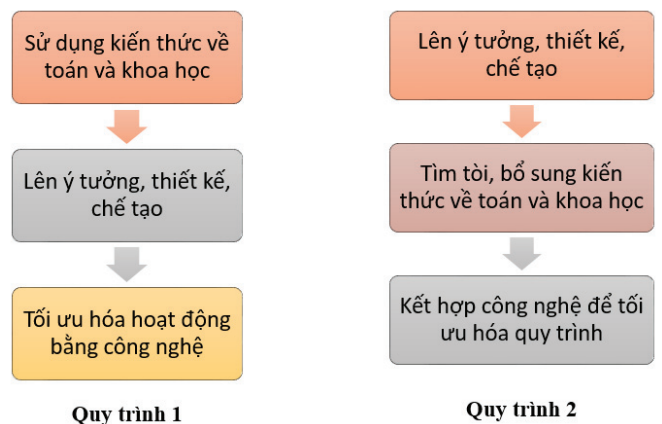 Sử dụng kiến thức về
toán và khoa học
Lên ý tưởng, thiết kế,
chế tạo
Tối ưu hóa hoạt động
bằng công nghệ
Quy trình 1
Lên ý tưởng, thiết kế,
chế tạo
Tìm tòi, bổ sung kiến
thức về toán và khoa học
Kết hợp công nghệ để tối
ưu hóa quy trình
Quy trình 2